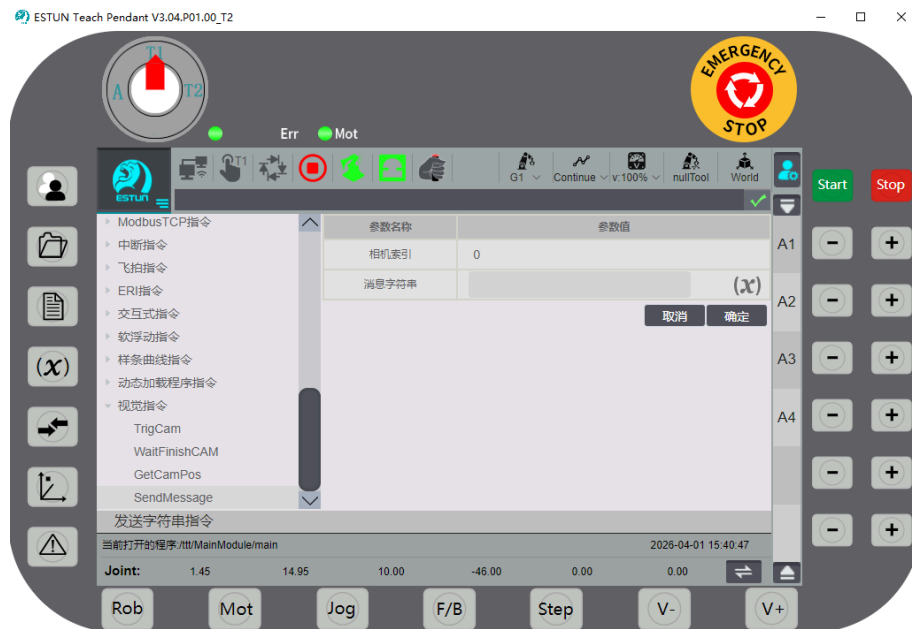 ESTUN Teach Pendant V3.04.P01.00_T2
T1
A
T2
EMERGENCY
STOP
Err
Mot
ESTUN
T1
G1
Continue
v:100%
nullTool
World
Start
Stop
ModbusTCP指令
中断指令
飞拍指令
ERI指令
交互式指令
软浮动指令
样条曲线指令
动态加载程序指令
视觉指令
TrigCam
WaitFinishCAM
GetCamPos
SendMessage
参数名称
参数值
相机索引
0
消息字符串
(x)
取消
确定
A1
A2
A3
A4
(x)
发送字符串指令
当前打开的程序:/ttt/MainModule/main
2026-04-01 15:40:47
Joint:
1.45
14.95
10.00
-46.00
0.00
0.00
Rob
Mot
Jog
F/B
Step
V-
V+